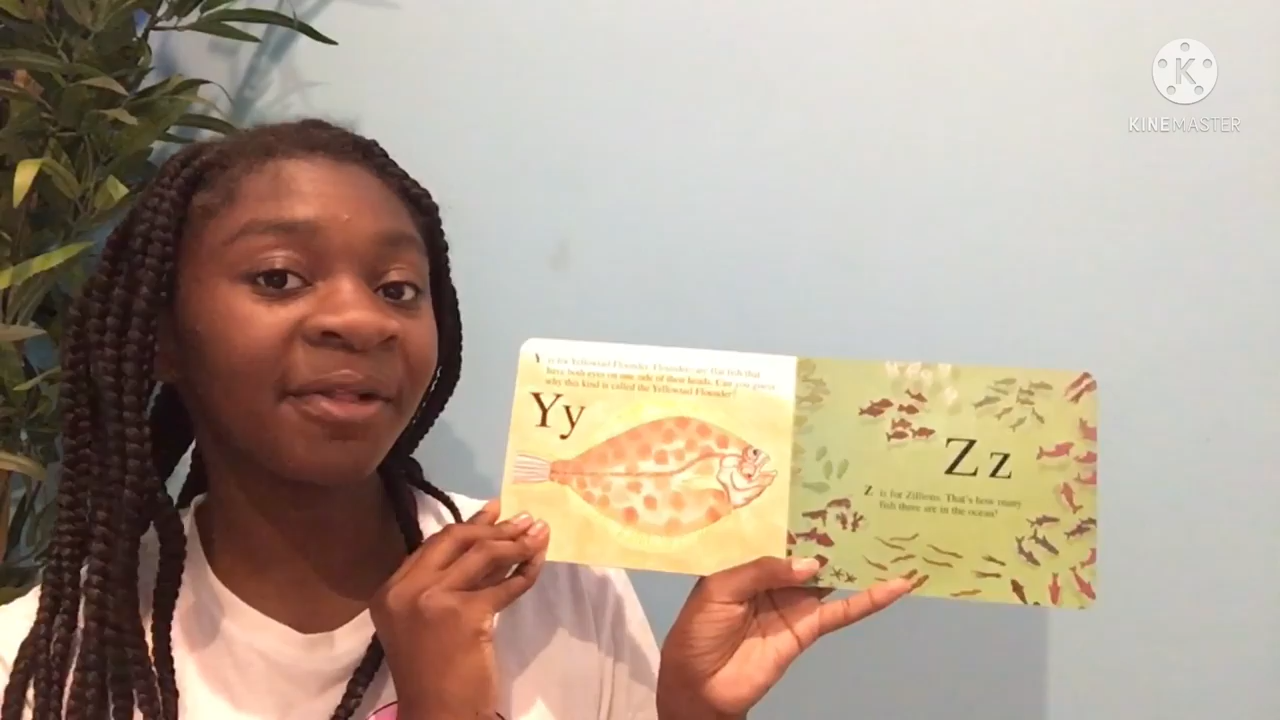 Y is for Yellowtail Flounder. Flounders are flat fish that
have both eyes on one side of their heads. Can you guess
why this kind is called the Yellowtail Flounder?
Yy
Zz
Z is for Zillions. That's how many
fish there are in the ocean!
K
KINEMASTER